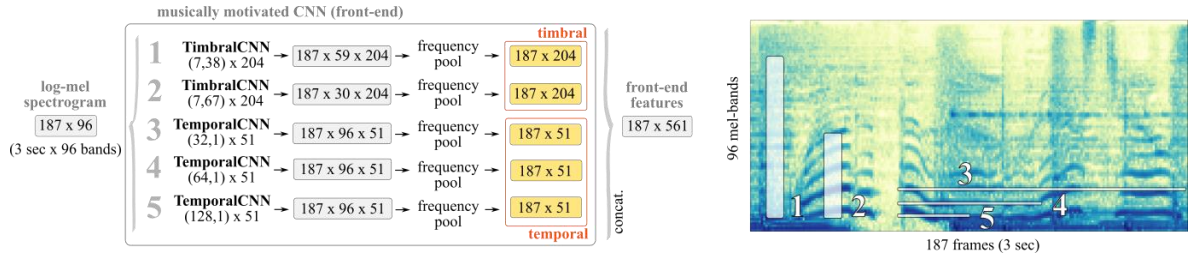 musically motivated CNN (front-end)
log-mel
spectrogram
187 x 96
(3 sec x 96 bands)
timbral
1 TimbralCNN
(7,38) x 204
187 x 59 x 204
frequency
pool
187 x 204
2 TimbralCNN
(7,67) x 204
187 x 30 x 204
frequency
pool
187 x 204
3 TemporalCNN
(32,1) x 51
187 x 96 x 51
frequency
pool
187 x 51
4 TemporalCNN
(64,1) x 51
187 x 96 x 51
frequency
pool
187 x 51
5 TemporalCNN
(128,1) x 51
187 x 96 x 51
frequency
pool
187 x 51
temporal
concat.
front-end
features
187 x 561
96 mel-bands
1
2
3
4
5
187 frames (3 sec)